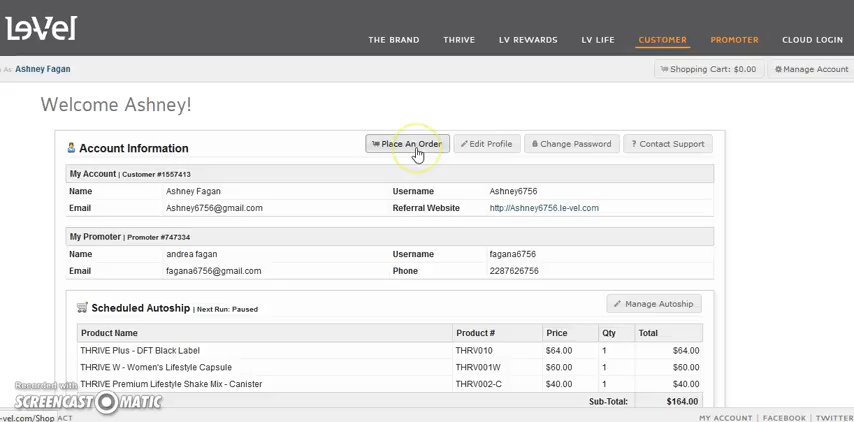 LeVel
THE BRAND THRIVE LV REWARDS LV LIFE CUSTOMER PROMOTER CLOUD LOGIN
As: Ashney Fagan Shopping Cart: $0.00 Manage Account
Welcome Ashney!
Account Information Place An Order Edit Profile Change Password ? Contact Support
My Account | Customer #1557413
Name Ashney Fagan Username Ashney6756
Email Ashney6756@gmail.com Referral Website http://Ashney6756.le-vel.com
My Promoter | Promoter #747334
Name andrea fagan Username fagana6756
Email fagana6756@gmail.com Phone 2287626756
Scheduled Autoship | Next Run: Paused Manage Autoship
Product Name Product # Price Qty Total
THRIVE Plus - DFT Black Label THRV010 $64.00 1 $64.00
THRIVE W - Women's Lifestyle Capsule THRV001W $60.00 1 $60.00
THRIVE Premium Lifestyle Shake Mix - Canister THRV002-C $40.00 1 $40.00
Sub-Total: $164.00
Recorded with
SCREENCAST MATIC
-vel.com/Shop ACT MY ACCOUNT | FACEBOOK | TWITTER